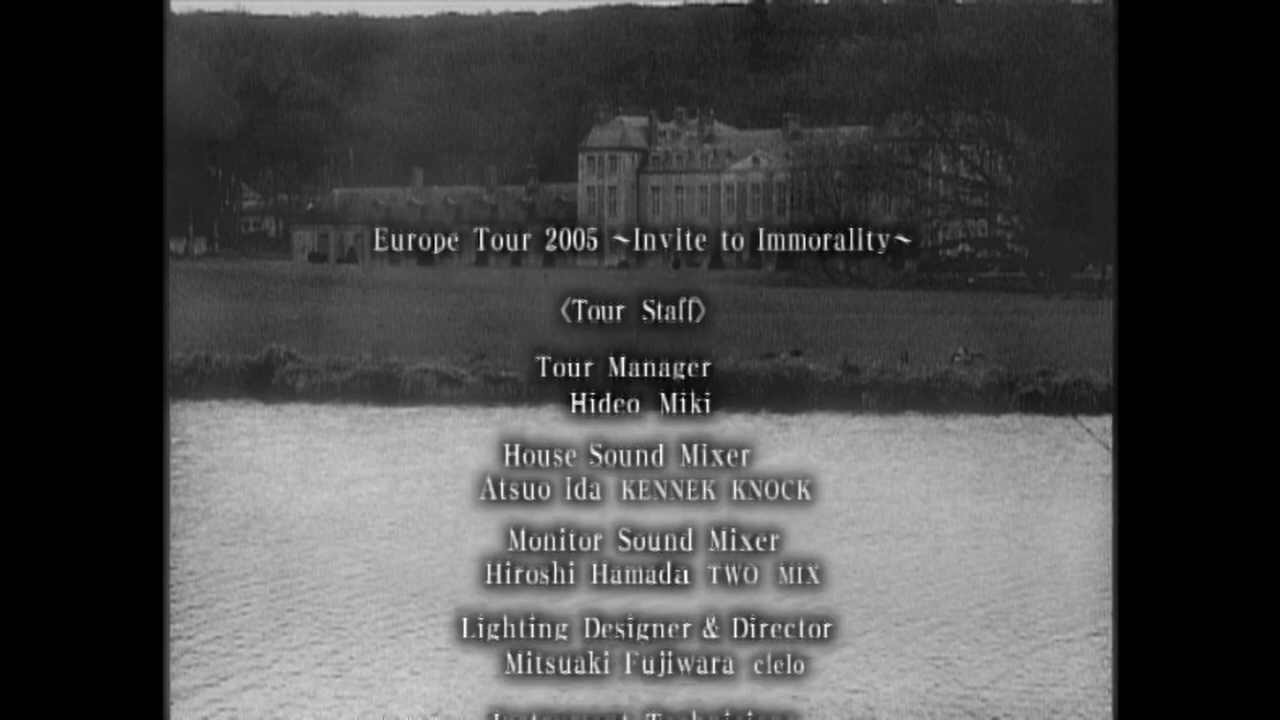 Europe Tour 2005 ~Invite to Immorality~
《Tour Staff》
Tour Manager
Hideo Miki
House Sound Mixer
Atsuo Ida KENNEK KNOCK
Monitor Sound Mixer
Hiroshi Hamada TWO MIX
Lighting Designer & Director
Mitsuaki Fujiwara cielo